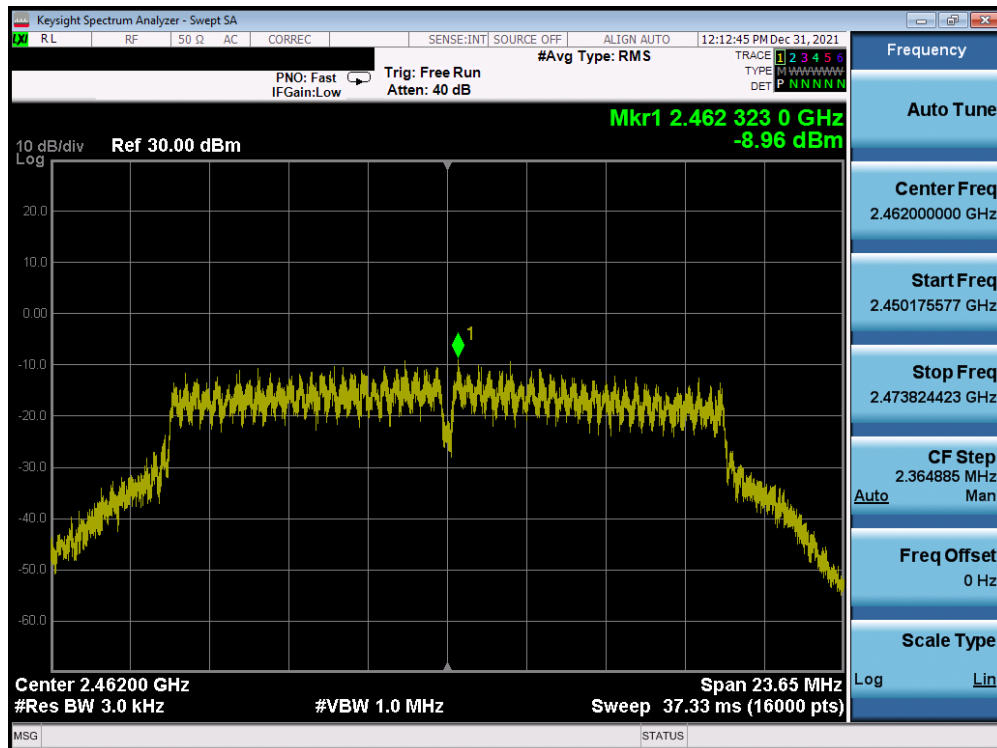 Keysight Spectrum Analyzer - Swept SA
LXI RL RF 50 Ω AC CORREC SENSE:INT SOURCE OFF ALIGN AUTO 12:12:45 PM Dec 31, 2021
#Avg Type: RMS
TRACE 1 2 3 4 5 6
PNO: Fast Trig: Free Run
TYPE M W W W W W
IFGain:Low Atten: 40 dB
DET P N N N N N
Mkr1 2.462 323 0 GHz
-8.96 dBm
10 dB/div Ref 30.00 dBm
Log
20.0
10.0
0.00
1
-10.0
-20.0
-30.0
-40.0
-50.0
-60.0
Center 2.46200 GHz Span 23.65 MHz
#Res BW 3.0 kHz #VBW 1.0 MHz Sweep 37.33 ms (16000 pts)
MSG STATUS
Frequency
Auto Tune
Center Freq
2.462000000 GHz
Start Freq
2.450175577 GHz
Stop Freq
2.473824423 GHz
CF Step
2.364885 MHz
Auto Man
Freq Offset
0 Hz
Scale Type
Log Lin